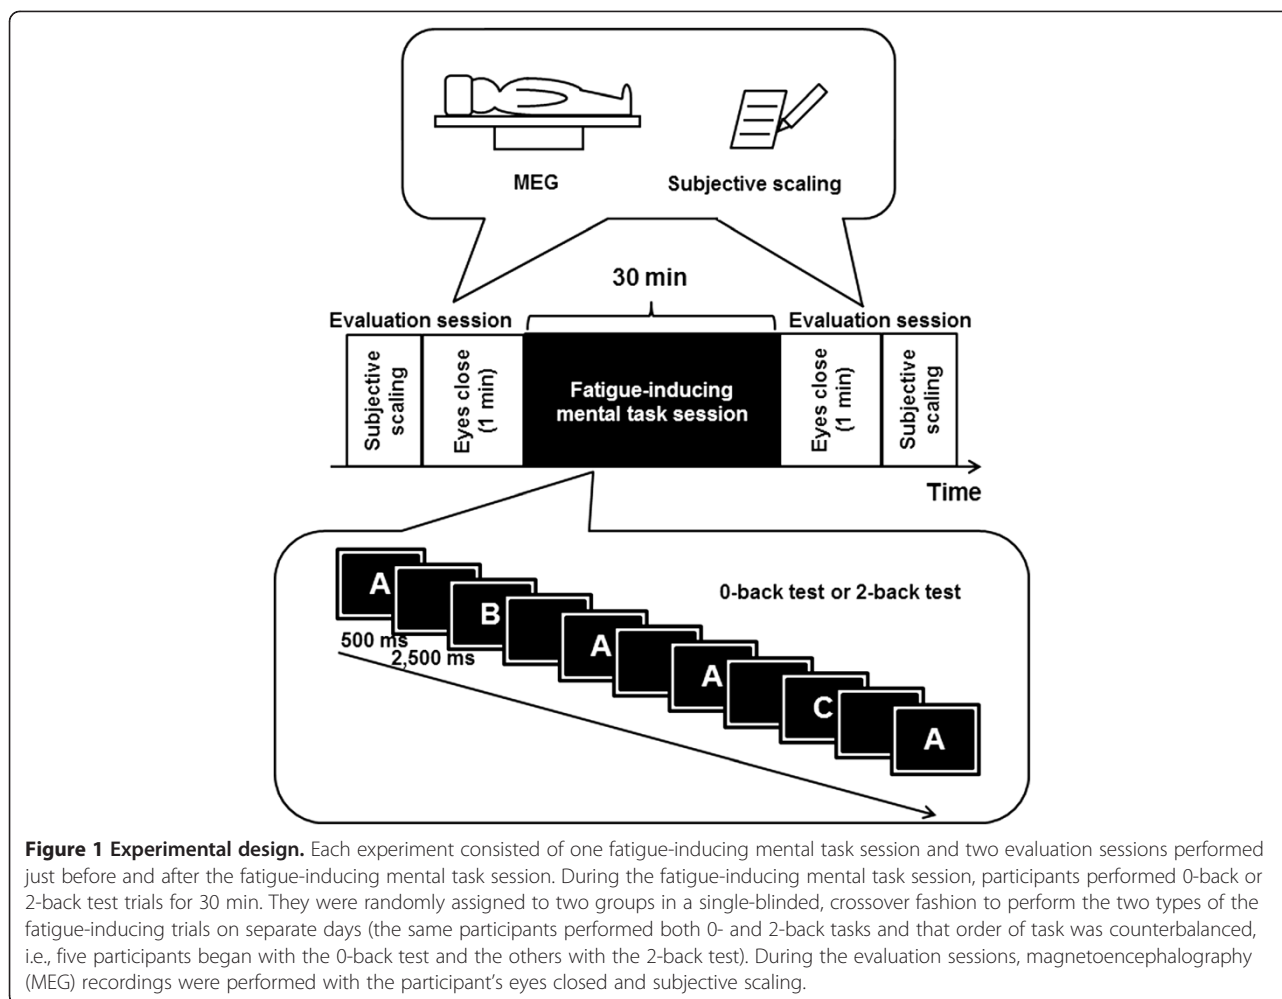 MEG
Subjective scaling
30 min
Evaluation session
Evaluation session
Subjective
scaling
Eyes close
(1 min)
Fatigue-inducing
mental task session
Eyes close
(1 min)
Subjective
scaling
Time
0-back test or 2-back test
A
B
A
A
C
A
500 ms
2,500 ms
Figure 1 Experimental design. Each experiment consisted of one fatigue-inducing mental task session and two evaluation sessions performed
just before and after the fatigue-inducing mental task session. During the fatigue-inducing mental task session, participants performed 0-back or
2-back test trials for 30 min. They were randomly assigned to two groups in a single-blinded, crossover fashion to perform the two types of the
fatigue-inducing trials on separate days (the same participants performed both 0- and 2-back tasks and that order of task was counterbalanced,
i.e., five participants began with the 0-back test and the others with the 2-back test). During the evaluation sessions, magnetoencephalography
(MEG) recordings were performed with the participant's eyes closed and subjective scaling.